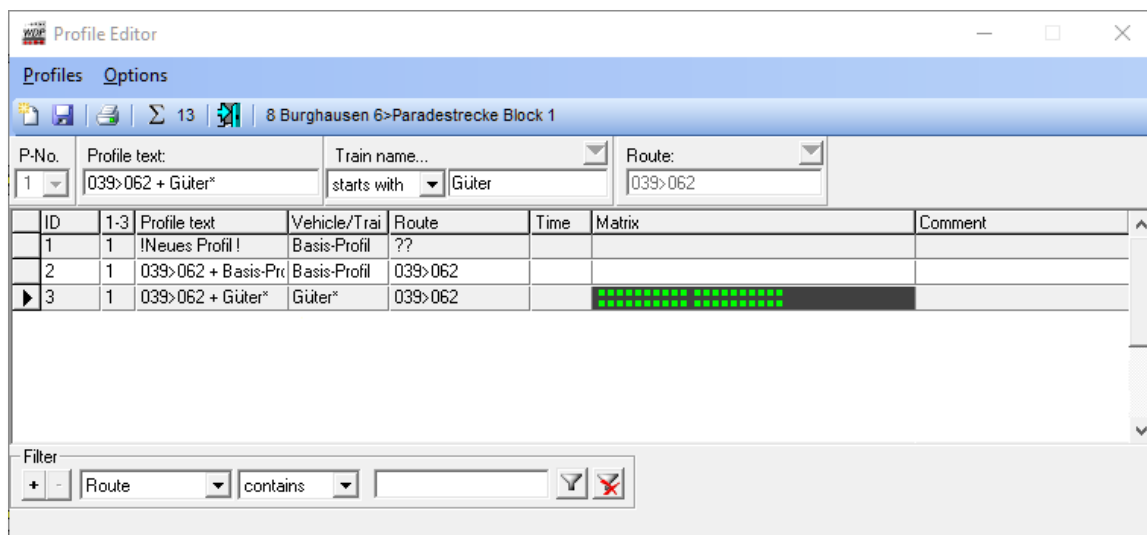 WDP Profile Editor
Profiles Options
Σ 13 8 Burghausen 6>Paradestrecke Block 1
P-No. Profile text: Train name... Route:
1 039>062 + Güter* starts with Güter 039>062
ID 1-3 Profile text Vehicle/Trai Route Time Matrix Comment
1 1 !Neues Profil ! Basis-Profil ??
2 1 039>062 + Basis-Pro Basis-Profil 039>062
3 1 039>062 + Güter* Güter* 039>062
Filter
+ - Route contains